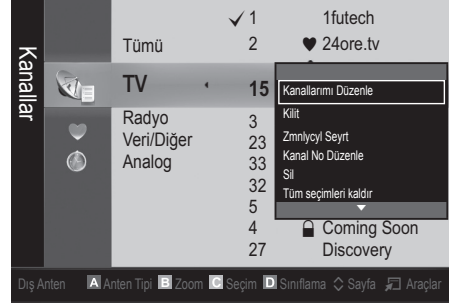 Kanallar
✓ 1 1futech
Tümü 2 ♥ 24ore.tv
TV 15
Kanallarımı Düzenle
Kilit
Zmnlycyl Seyrt
Kanal No Düzenle
Sil
Tüm seçimleri kaldır
Radyo 3
Veri/Diğer 23
Analog 33
32
5
4 Coming Soon
27 Discovery
Dış Anten A Anten Tipi B Zoom C Seçim D Sınıflama Sayfa Araçlar